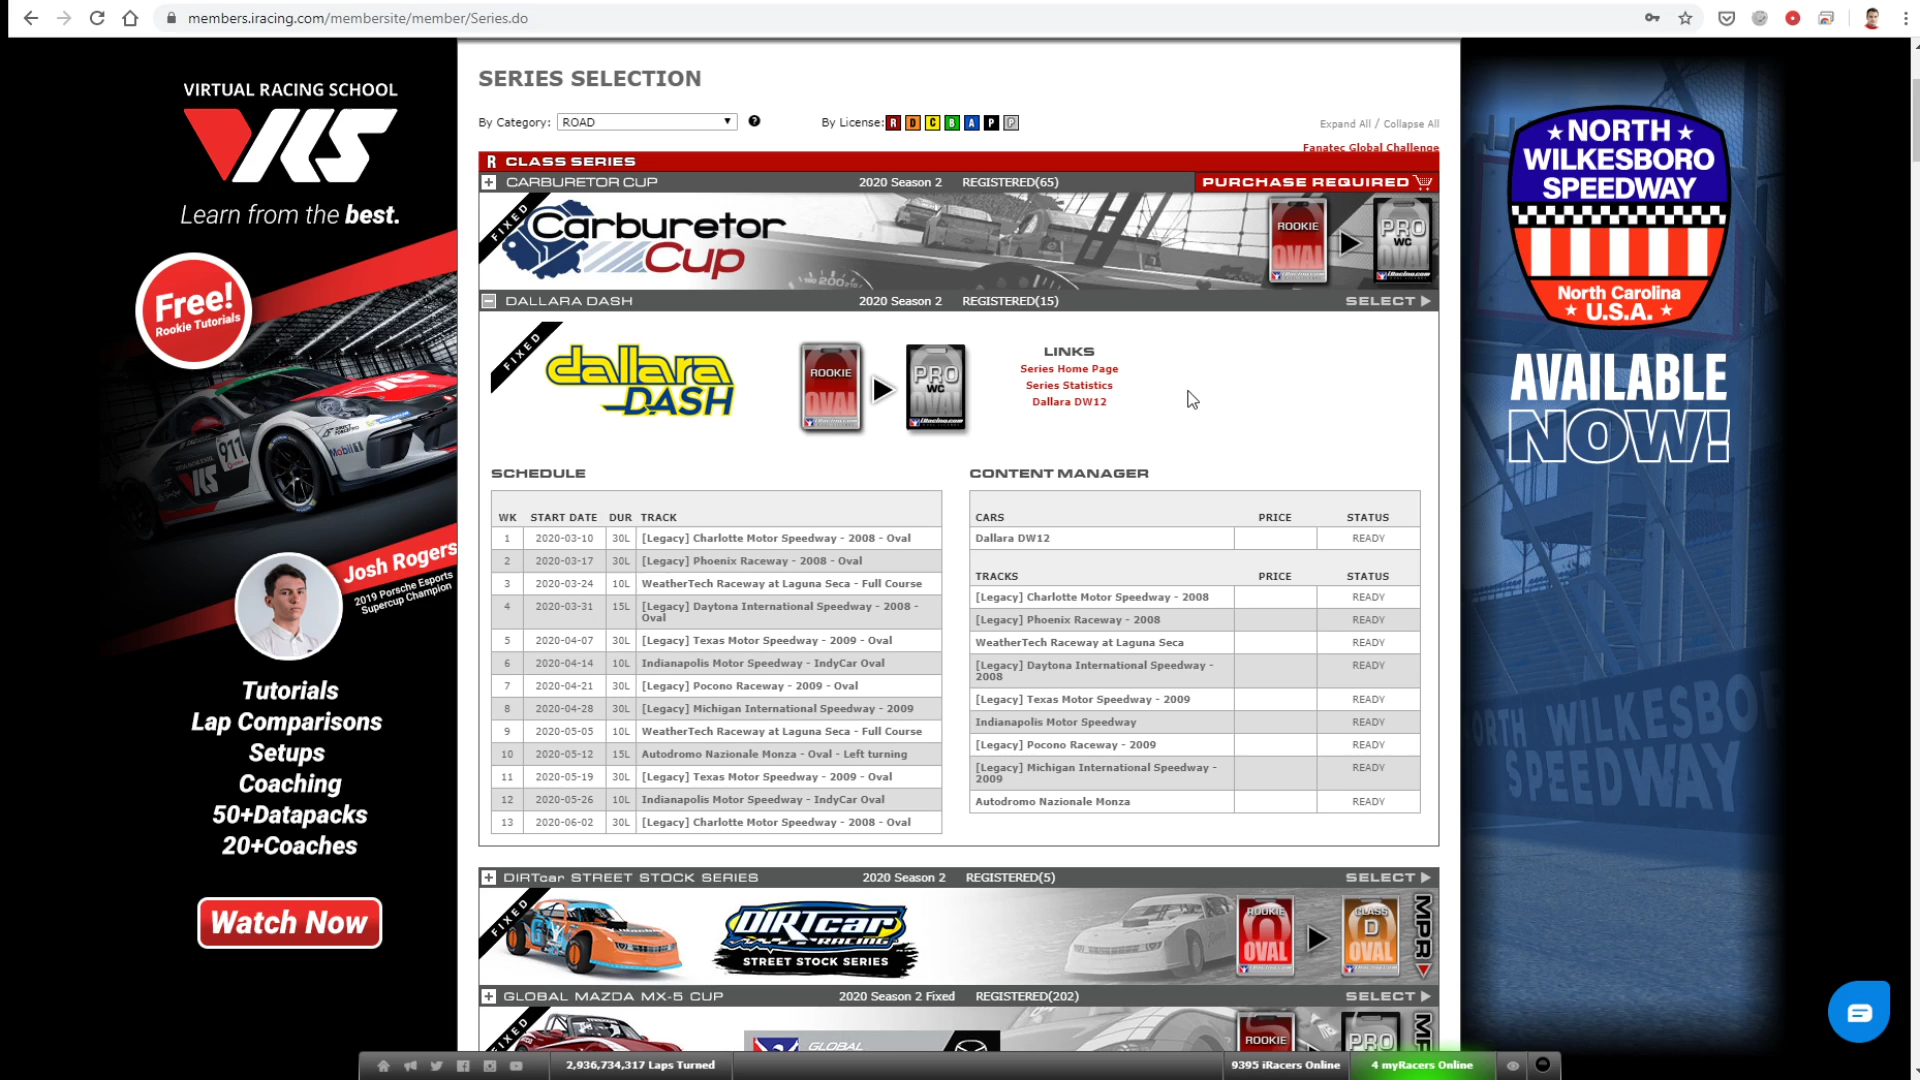 members.iracing.com/membersite/member/Series.do
VIRTUAL RACING SCHOOL
VRS
Learn from the best.
Free!
Rookie Tutorials
911
Mobil 1
VRS
Josh Rogers
2019 Porsche Esports
Supercup Champion
Tutorials
Lap Comparisons
Setups
Coaching
50+Datapacks
20+Coaches
Watch Now
SERIES SELECTION
By Category: ROAD
By License: R D C B A P P
Expand All / Collapse All
Fanatec Global Challenge
R CLASS SERIES
CARBURETOR CUP 2020 Season 2 REGISTERED(65) PURCHASE REQUIRED
FIXED
Carburetor
Cup
ROOKIE
OVAL
PRO
WC
OVAL
DALLARA DASH 2020 Season 2 REGISTERED(15) SELECT
FIXED
dallara
DASH
ROOKIE
OVAL
PRO
WC
OVAL
LINKS
Series Home Page
Series Statistics
Dallara DW12
SCHEDULE
WK START DATE DUR TRACK
1 2020-03-10 30L [Legacy] Charlotte Motor Speedway - 2008 - Oval
2 2020-03-17 30L [Legacy] Phoenix Raceway - 2008 - Oval
3 2020-03-24 10L WeatherTech Raceway at Laguna Seca - Full Course
4 2020-03-31 15L [Legacy] Daytona International Speedway - 2008 -
Oval
5 2020-04-07 30L [Legacy] Texas Motor Speedway - 2009 - Oval
6 2020-04-14 10L Indianapolis Motor Speedway - IndyCar Oval
7 2020-04-21 30L [Legacy] Pocono Raceway - 2009 - Oval
8 2020-04-28 30L [Legacy] Michigan International Speedway - 2009
9 2020-05-05 10L WeatherTech Raceway at Laguna Seca - Full Course
10 2020-05-12 15L Autodromo Nazionale Monza - Oval - Left turning
11 2020-05-19 30L [Legacy] Texas Motor Speedway - 2009 - Oval
12 2020-05-26 10L Indianapolis Motor Speedway - IndyCar Oval
13 2020-06-02 30L [Legacy] Charlotte Motor Speedway - 2008 - Oval
CONTENT MANAGER
CARS PRICE STATUS
Dallara DW12 READY
TRACKS PRICE STATUS
[Legacy] Charlotte Motor Speedway - 2008 READY
[Legacy] Phoenix Raceway - 2008 READY
WeatherTech Raceway at Laguna Seca READY
[Legacy] Daytona International Speedway - READY
2008
[Legacy] Texas Motor Speedway - 2009 READY
Indianapolis Motor Speedway READY
[Legacy] Pocono Raceway - 2009 READY
[Legacy] Michigan International Speedway - READY
2009
Autodromo Nazionale Monza READY
DIRTcar STREET STOCK SERIES 2020 Season 2 REGISTERED(5) SELECT
FIXED
DIRTcar
RACING
STREET STOCK SERIES
ROOKIE
OVAL
CLASS
D
OVAL
MPR
GLOBAL MAZDA MX-5 CUP 2020 Season 2 Fixed REGISTERED(202) SELECT
FIXED
GLOBAL
ROOKIE
PRO
2,936,734,317 Laps Turned
9395 iRacers Online
4 myRacers Online
NORTH
WILKESBORO
SPEEDWAY
North Carolina
U.S.A.
AVAILABLE
NOW!
SPEEDWAY